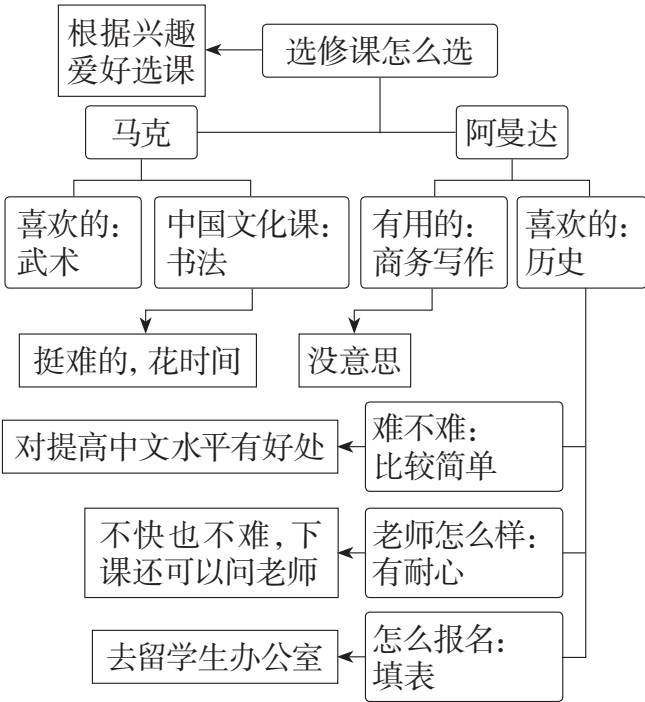 根据兴趣
爱好选课
选修课怎么选
马克
阿曼达
喜欢的：
武术
中国文化课：
书法
有用的：
商务写作
喜欢的：
历史
挺难的，花时间
没意思
对提高中文水平有好处
难不难：
比较简单
不快也不难，下
课还可以问老师
老师怎么样：
有耐心
去留学生办公室
怎么报名：
填表